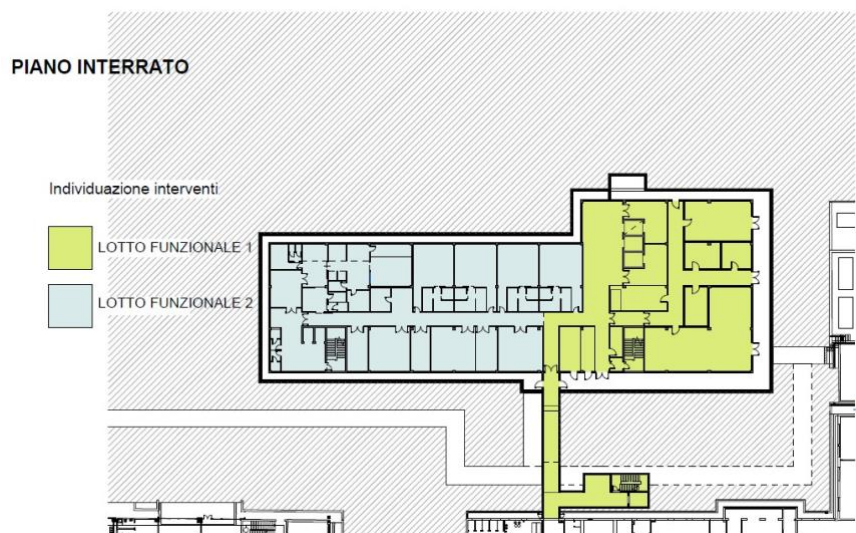 PIANO INTERRATO
Individuazione interventi
LOTTO FUNZIONALE 1
LOTTO FUNZIONALE 2